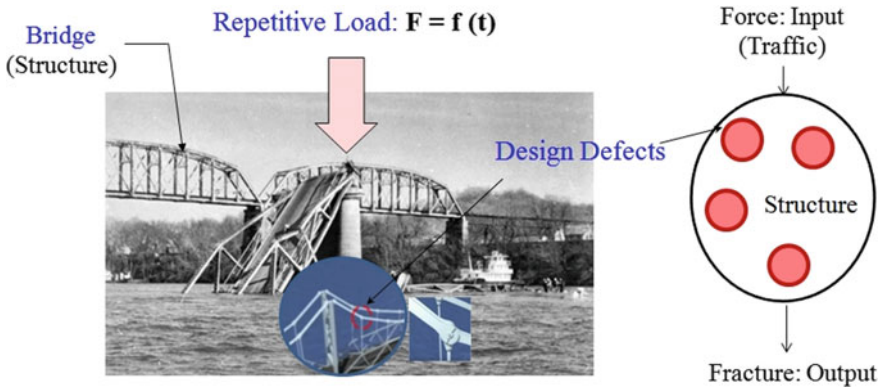 Repetitive Load: F = f (t)
Bridge
(Structure)
Force: Input
(Traffic)
Design Defects
Structure
Fracture: Output